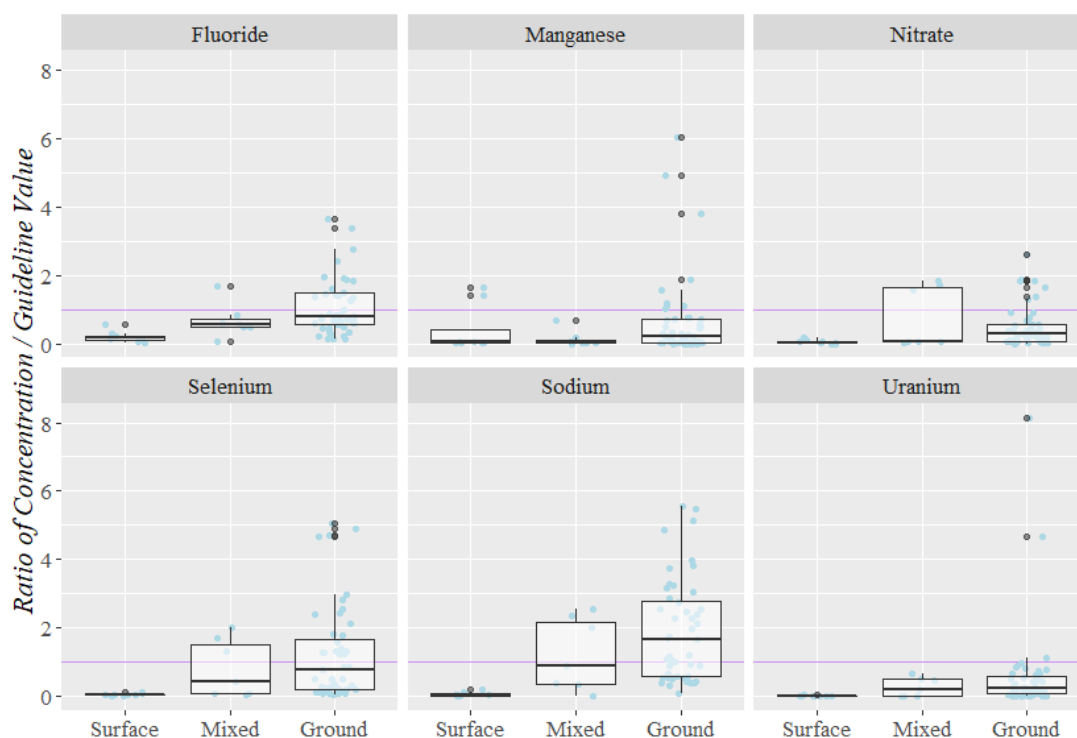 Fluoride Manganese Nitrate
8
6
4
2
0
Selenium Sodium Uranium
8
6
4
2
0
Surface Mixed Ground Surface Mixed Ground Surface Mixed Ground
Ratio of Concentration / Guideline Value